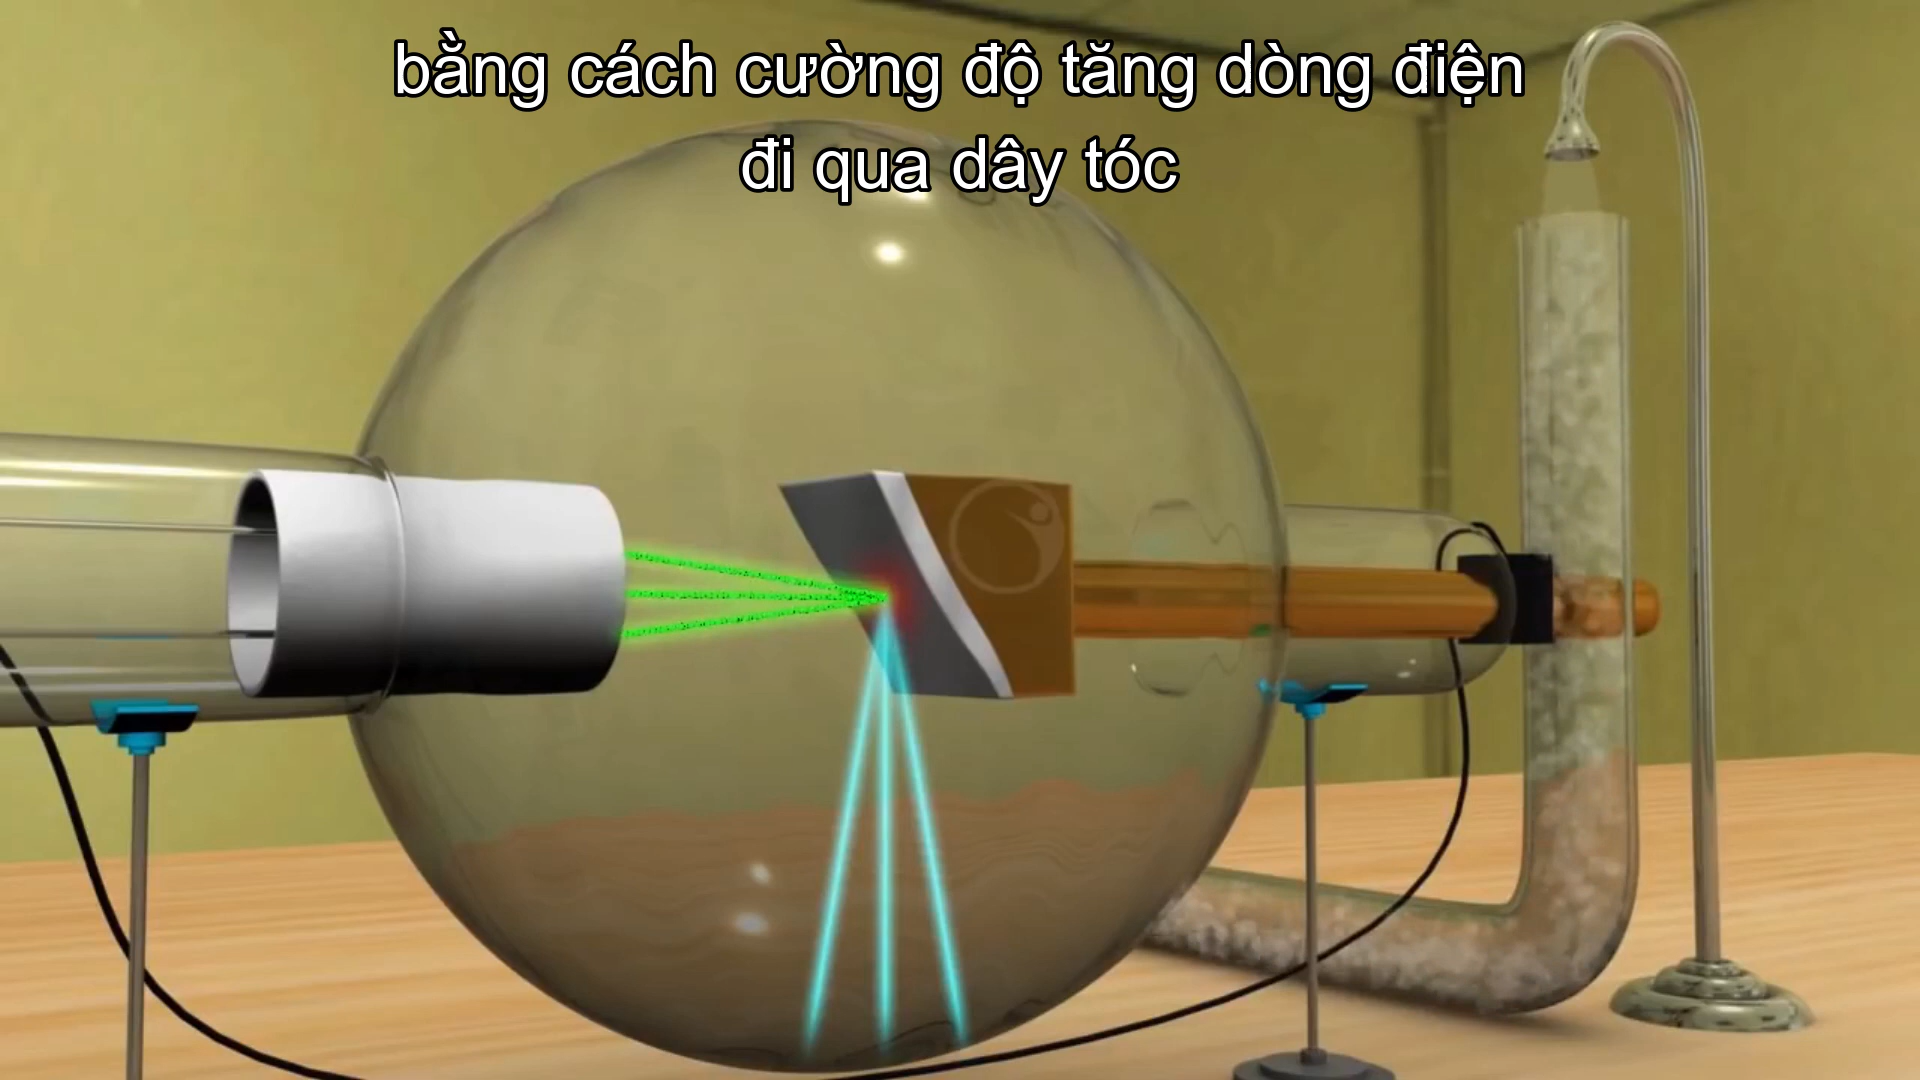 bằng cách cường độ tăng dòng điện
đi qua dây tóc